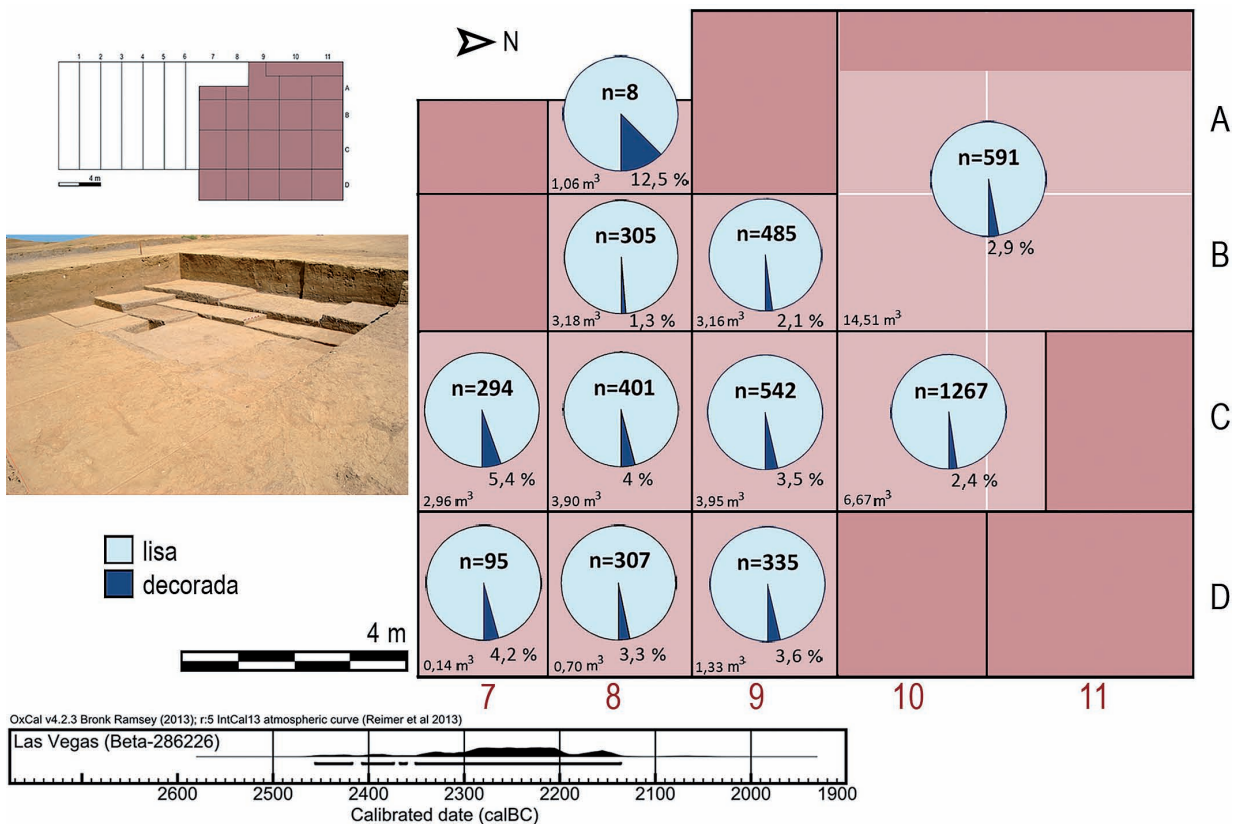 1 2 3 4 5 6 7 8 9 10 11
A
B
C
D
4 m
N
n=8
1,06 m³ 12,5 %
n=591
2,9 %
14,51 m³
A
n=305
3,18 m³ 1,3 %
n=485
3,16 m³ 2,1 %
B
n=294
5,4 %
2,96 m³
n=401
4 %
3,90 m³
n=542
3,5 %
3,95 m³
n=1267
2,4 %
6,67 m³
C
n=95
4,2 %
0,14 m³
n=307
3,3 %
0,70 m³
n=335
3,6 %
1,33 m³
D
7 8 9 10 11
lisa
decorada
4 m
OxCal v4.2.3 Bronk Ramsey (2013); r:5 IntCal13 atmospheric curve (Reimer et al 2013)
Las Vegas (Beta-286226)
2600 2500 2400 2300 2200 2100 2000 1900
Calibrated date (calBC)